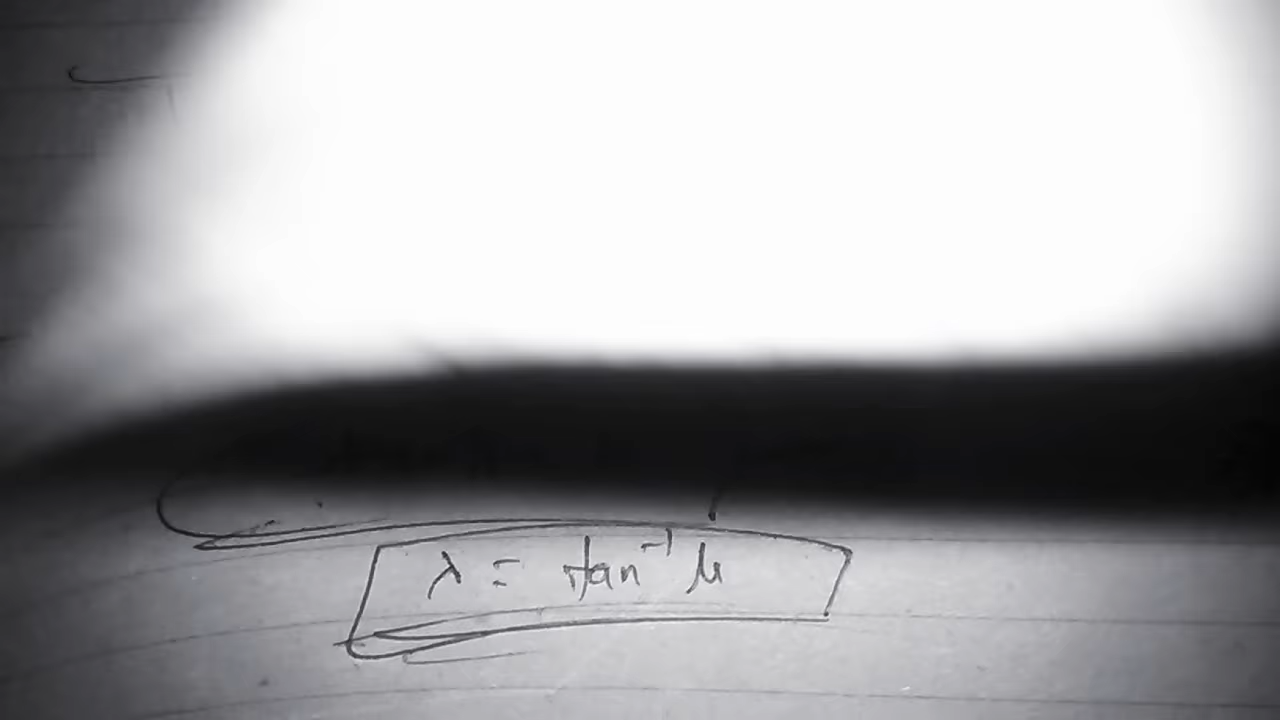 λ = tan⁻¹ μ